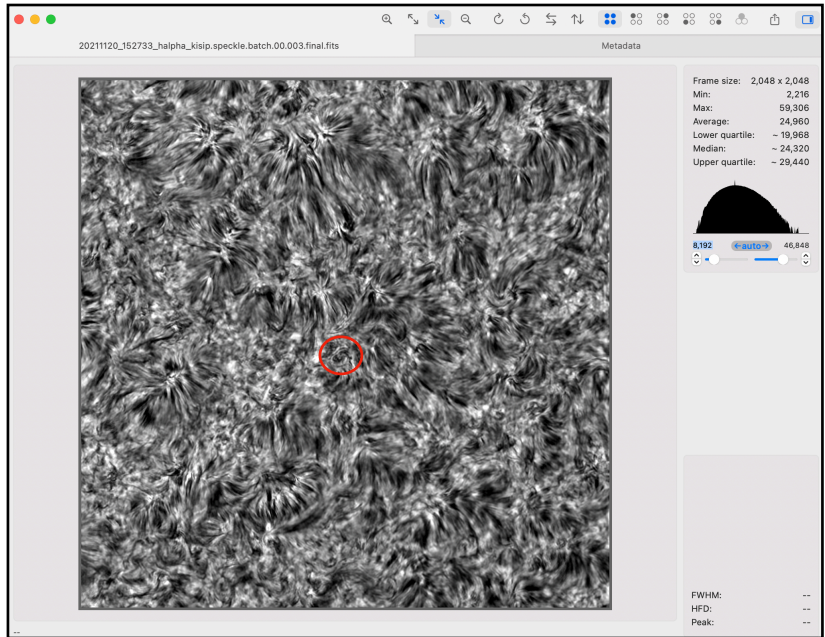 20211120_152733_halpha_kisip.speckle.batch.00.003.final.fits
Metadata
Frame size: 2,048 x 2,048
Min: 2,216
Max: 59,306
Average: 24,960
Lower quartile: ~ 19,968
Median: ~ 24,320
Upper quartile: ~ 29,440
8,192 ←auto→ 46,848
FWHM: --
HFD: --
Peak: --
--